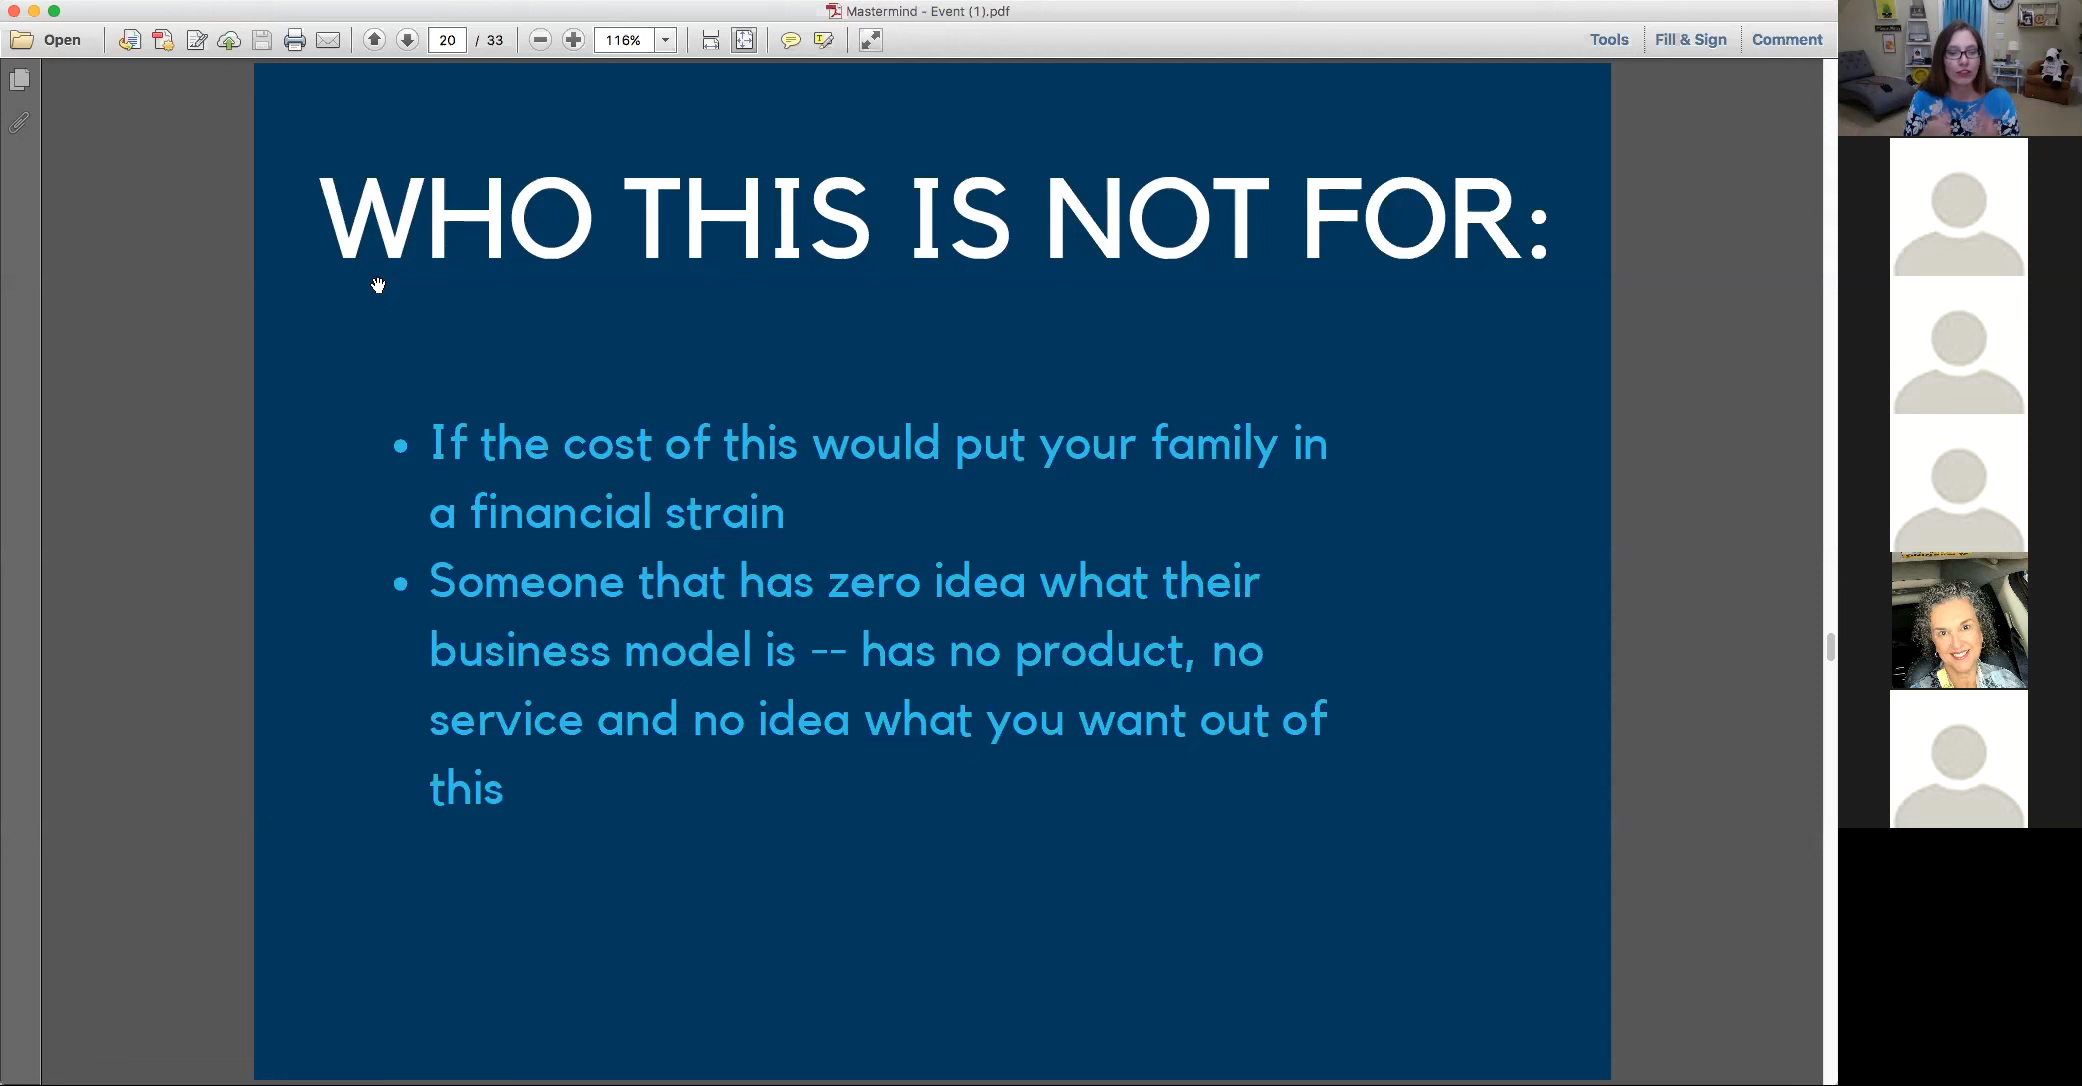 Mastermind - Event (1).pdf
Open
20 / 33
116%
Tools
Fill & Sign
Comment
WHO THIS IS NOT FOR:
• If the cost of this would put your family in
a financial strain
• Someone that has zero idea what their
business model is -- has no product, no
service and no idea what you want out of
this